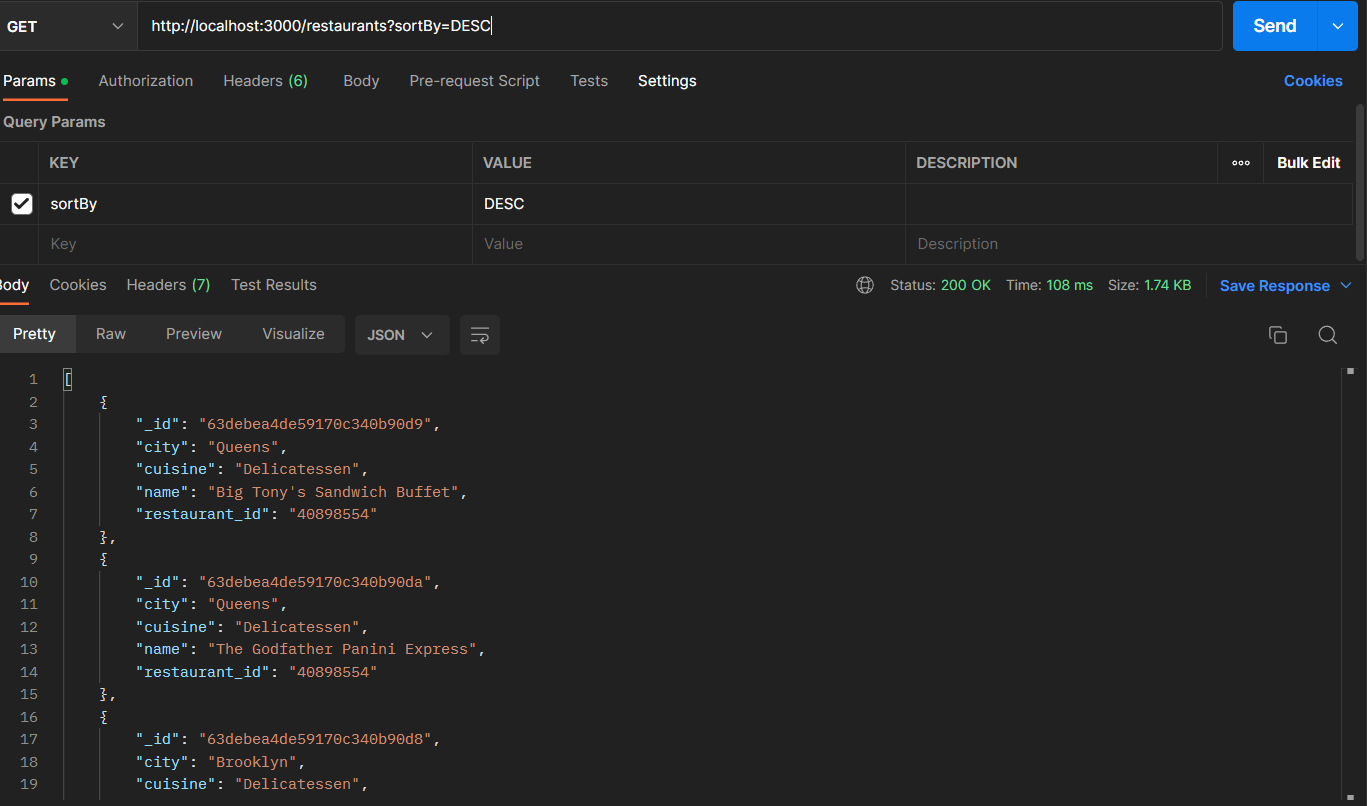 GET http://localhost:3000/restaurants?sortBy=DESC Send
Params Authorization Headers (6) Body Pre-request Script Tests Settings Cookies
Query Params
KEY VALUE DESCRIPTION Bulk Edit
sortBy DESC
Key Value Description
Body Cookies Headers (7) Test Results Status: 200 OK Time: 108 ms Size: 1.74 KB Save Response
Pretty Raw Preview Visualize JSON
1 [
2 {
3 "_id": "63debea4de59170c340b90d9",
4 "city": "Queens",
5 "cuisine": "Delicatessen",
6 "name": "Big Tony's Sandwich Buffet",
7 "restaurant_id": "40898554"
8 },
9 {
10 "_id": "63debea4de59170c340b90da",
11 "city": "Queens",
12 "cuisine": "Delicatessen",
13 "name": "The Godfather Panini Express",
14 "restaurant_id": "40898554"
15 },
16 {
17 "_id": "63debea4de59170c340b90d8",
18 "city": "Brooklyn",
19 "cuisine": "Delicatessen",